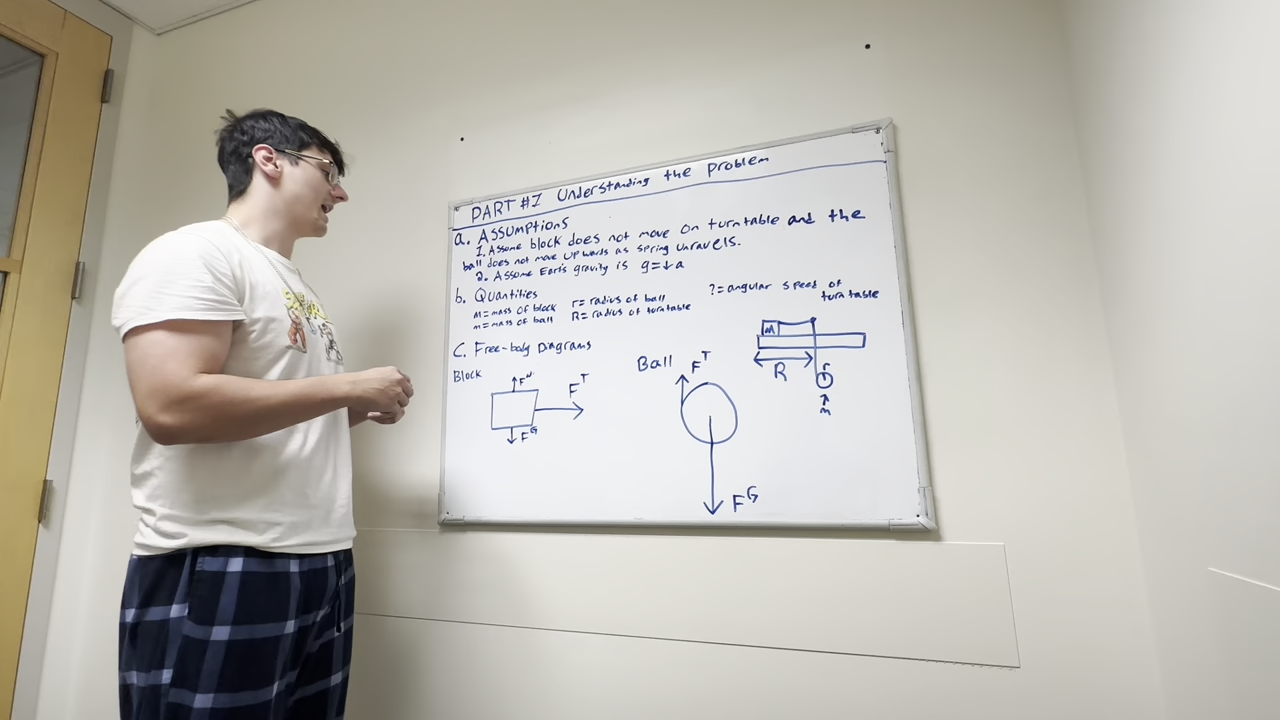 PART #I Understanding the Problem
a. Assumptions
1. Assume block does not move on turntable and the
ball does not move upwards as spring unravels.
2. Assume Earts gravity is g=↓a
b. Quantities
M=mass of block r=radius of ball
m=mass of ball R=radius of turntable
?=angular speed of
turntable
C. Free-body Diagrams
Block
F^N
F^T
F^G
Ball
F^T
F^G
M
R
r
m